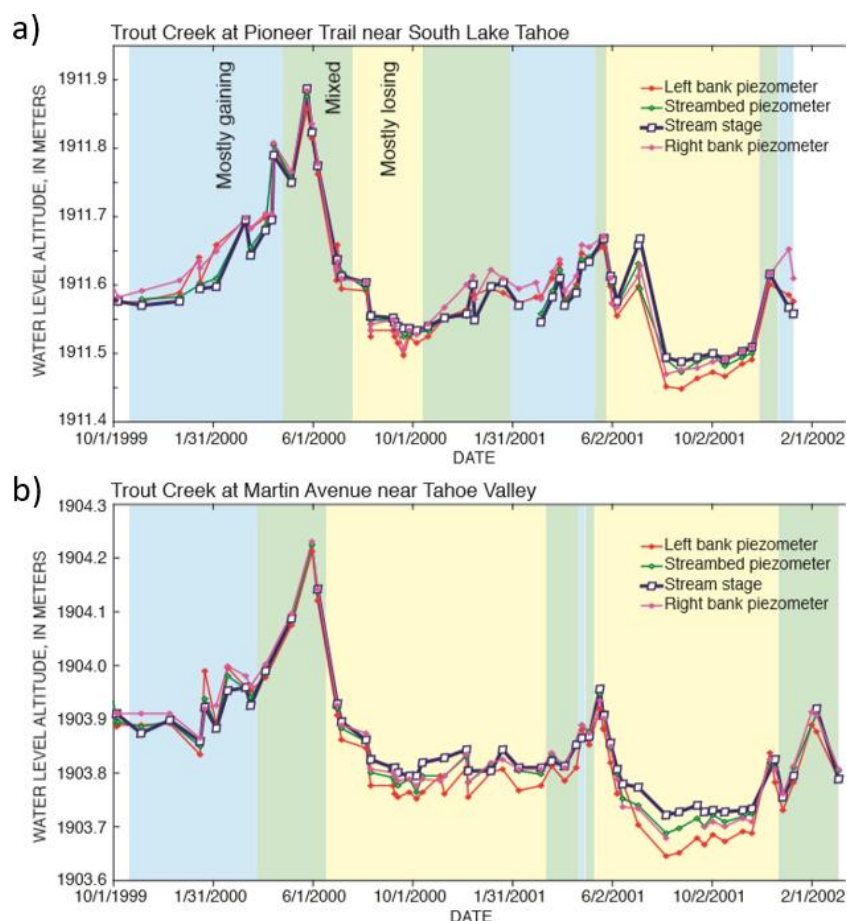 a)
Trout Creek at Pioneer Trail near South Lake Tahoe
WATER LEVEL ALTITUDE, IN METERS
1911.9
1911.8
1911.7
1911.6
1911.5
1911.4
Mostly gaining
Mixed
Mostly losing
Left bank piezometer
Streambed piezometer
Stream stage
Right bank piezometer
10/1/1999 1/31/2000 6/1/2000 10/1/2000 1/31/2001 6/2/2001 10/2/2001 2/1/2002
DATE
b)
Trout Creek at Martin Avenue near Tahoe Valley
WATER LEVEL ALTITUDE, IN METERS
1904.3
1904.2
1904.1
1904.0
1903.9
1903.8
1903.7
1903.6
Left bank piezometer
Streambed piezometer
Stream stage
Right bank piezometer
10/1/1999 1/31/2000 6/1/2000 10/1/2000 1/31/2001 6/2/2001 10/2/2001 2/1/2002
DATE